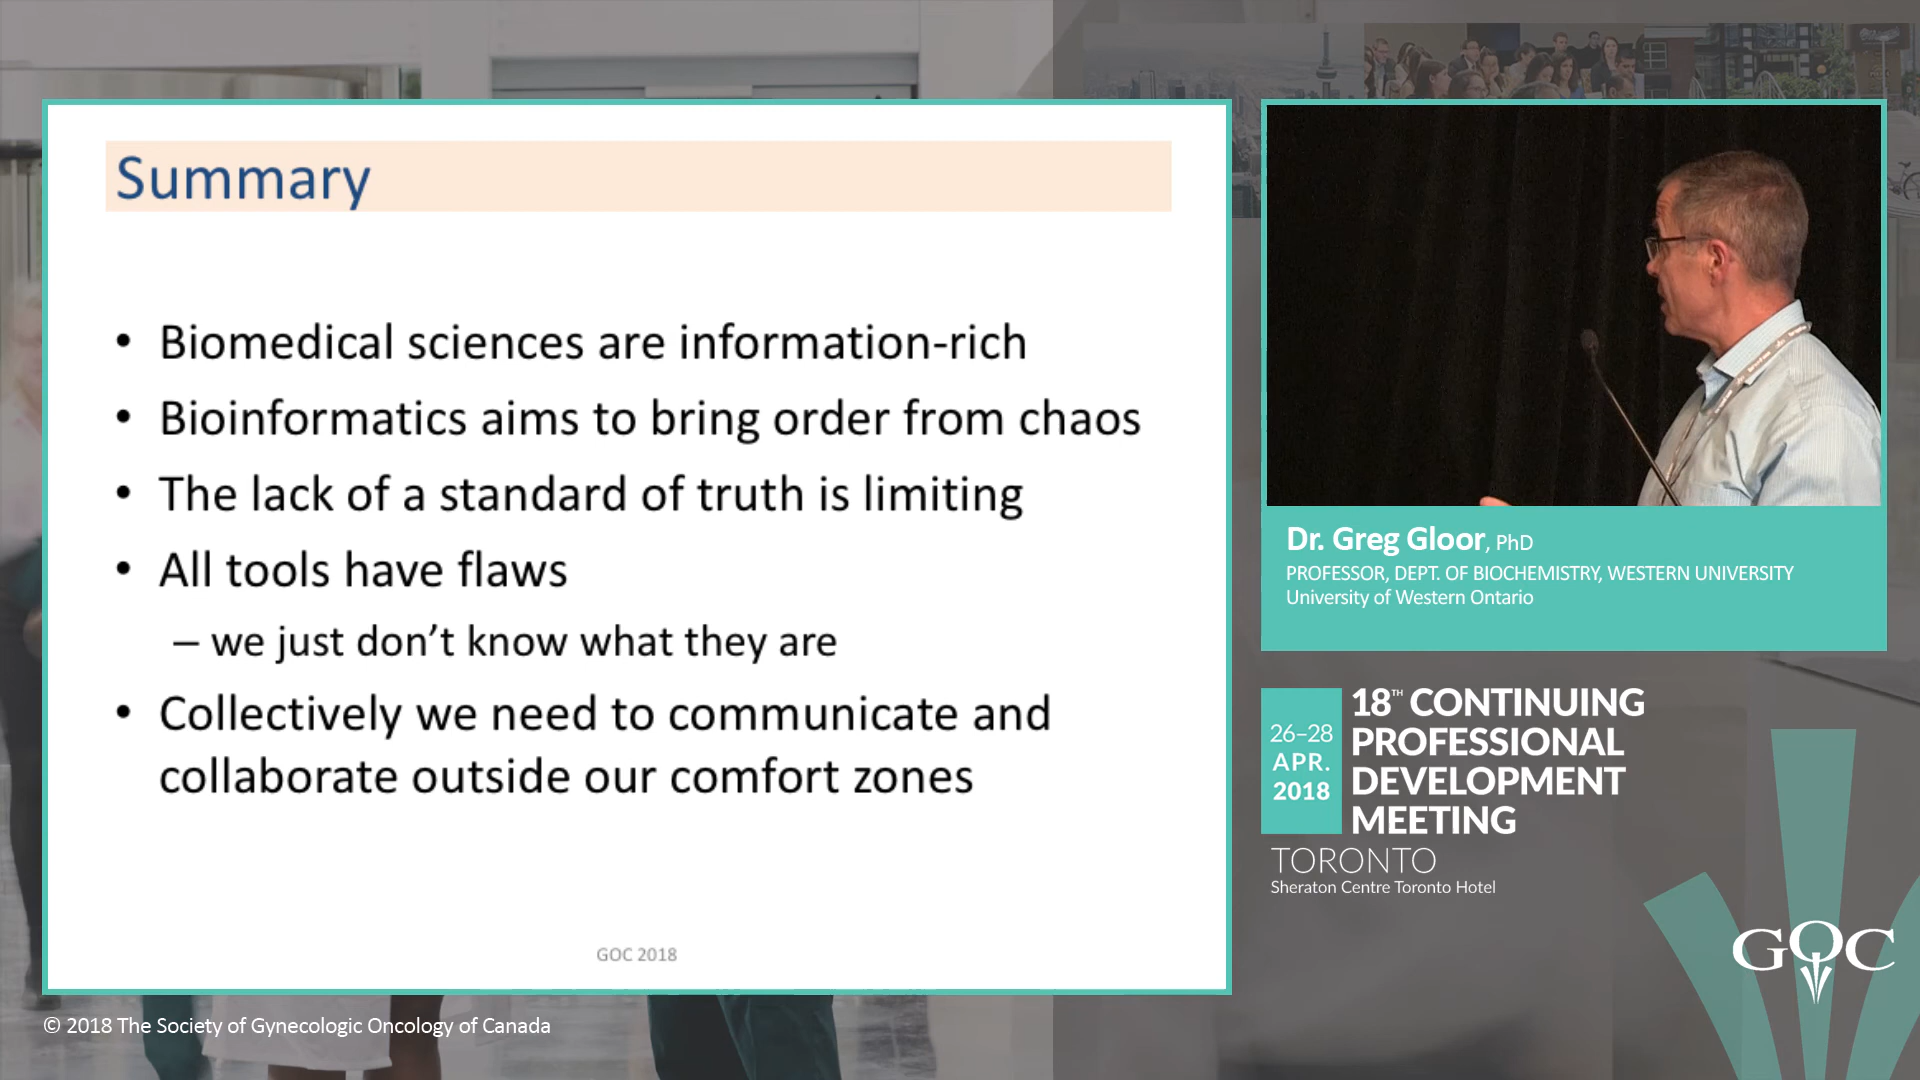 Summary
• Biomedical sciences are information-rich
• Bioinformatics aims to bring order from chaos
• The lack of a standard of truth is limiting
• All tools have flaws
– we just don’t know what they are
• Collectively we need to communicate and
collaborate outside our comfort zones
GOC 2018
Dr. Greg Gloor, PhD
PROFESSOR, DEPT. OF BIOCHEMISTRY, WESTERN UNIVERSITY
University of Western Ontario
26–28
APR.
2018
18TH CONTINUING
PROFESSIONAL
DEVELOPMENT
MEETING
TORONTO
Sheraton Centre Toronto Hotel
GOC
© 2018 The Society of Gynecologic Oncology of Canada